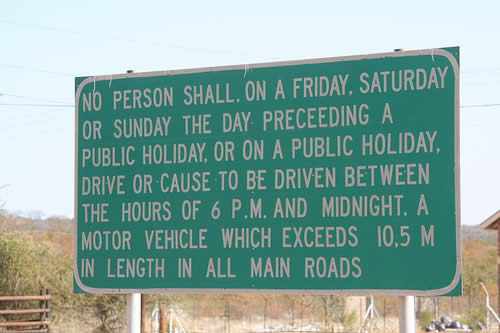 NO PERSON SHALL, ON A FRIDAY, SATURDAY
OR SUNDAY THE DAY PRECEEDING A
PUBLIC HOLIDAY, OR ON A PUBLIC HOLIDAY,
DRIVE OR CAUSE TO BE DRIVEN BETWEEN
THE HOURS OF 6 P.M. AND MIDNIGHT. A
MOTOR VEHICLE WHICH EXCEEDS 10,5 M
IN LENGTH IN ALL MAIN ROADS